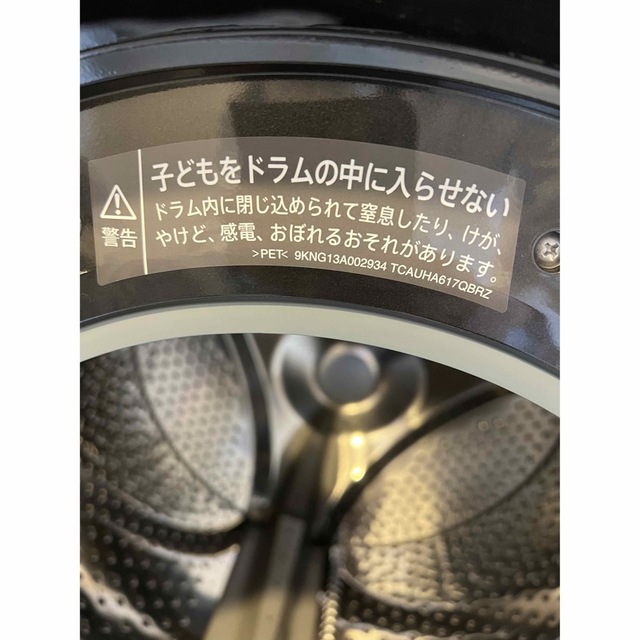 警告
子どもをドラムの中に入らせない
ドラム内に閉じ込められて窒息したり、けが、
やけど、感電、おぼれるおそれがあります。
>PET< 9KNG13A002934 TCAUHA617QBRZ